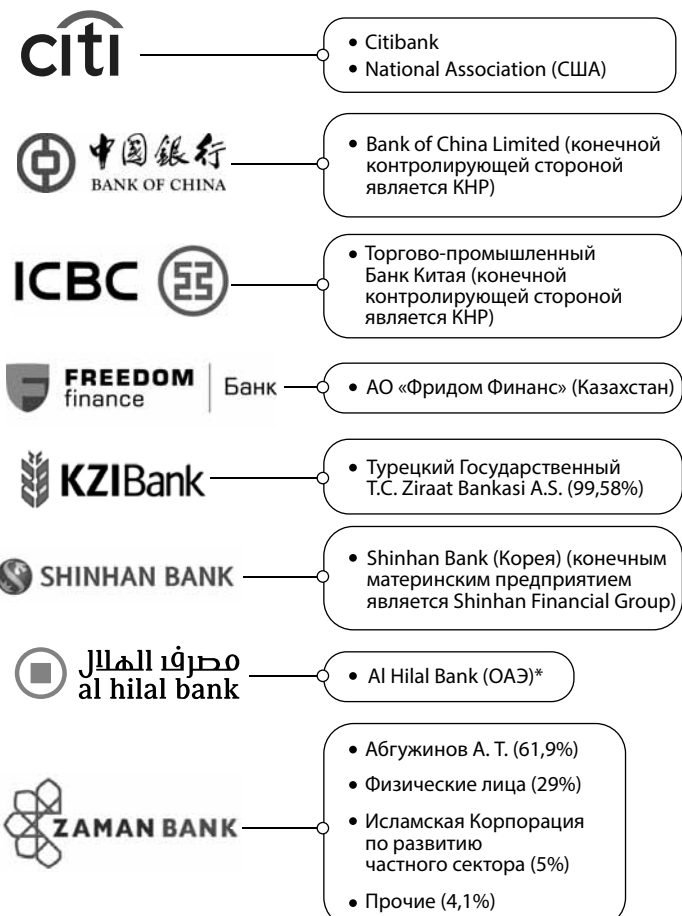 citi
• Citibank
• National Association (США)
中国銀行
BANK OF CHINA
• Bank of China Limited (конечной
контролирующей стороной
является КНР)
ICBC
• Торгово-промышленный
Банк Китая (конечной
контролирующей стороной
является КНР)
FREEDOM
finance
Банк
• АО «Фридом Финанс» (Казахстан)
KZIBank
• Турецкий Государственный
T.C. Ziraat Bankasi A.S. (99,58%)
SHINHAN BANK
• Shinhan Bank (Корея) (конечным
материнским предприятием
является Shinhan Financial Group)
مصرف الهلال
al hilal bank
• Al Hilal Bank (ОАЭ)*
ZAMAN BANK
• Абгужинов А. Т. (61,9%)
• Физические лица (29%)
• Исламская Корпорация
по развитию
частного сектора (5%)
• Прочие (4,1%)